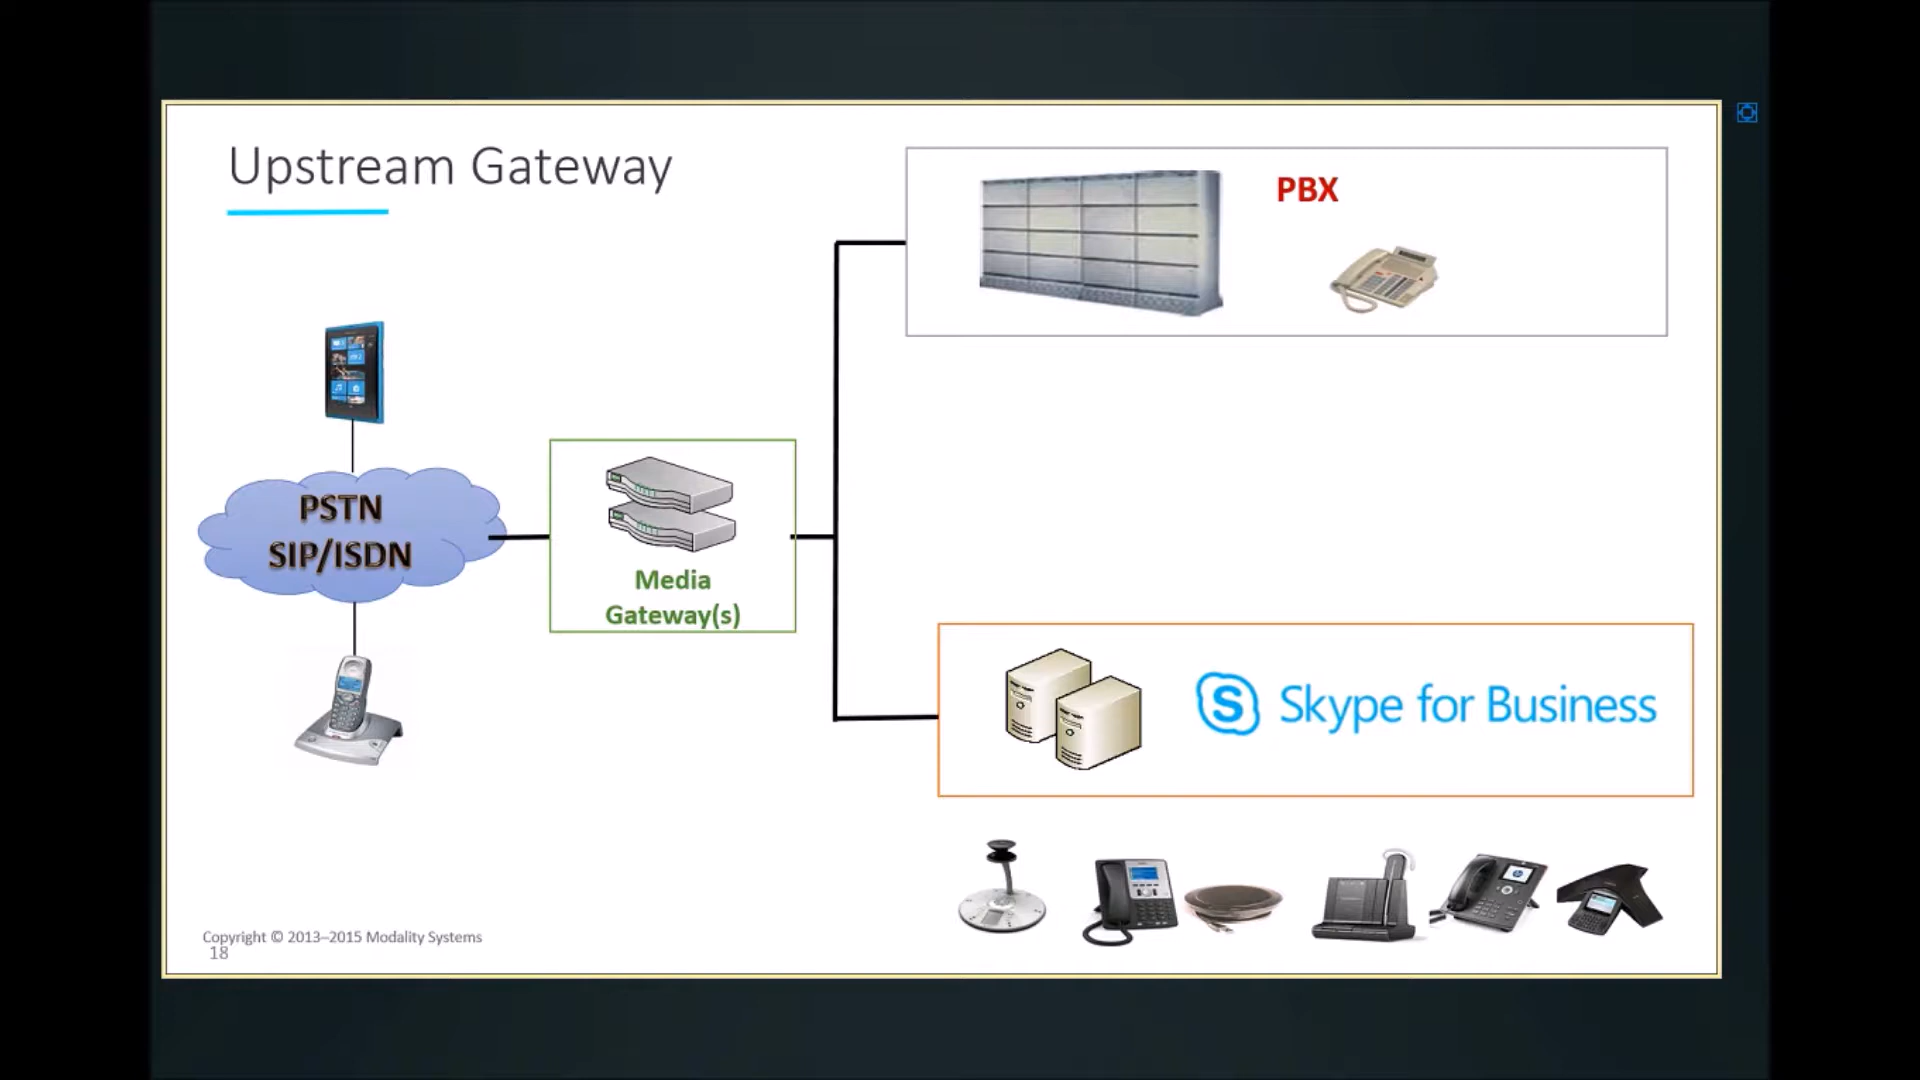 Upstream Gateway
PBX
PSTN
SIP/ISDN
Media
Gateway(s)
Skype for Business
Copyright © 2013–2015 Modality Systems
18